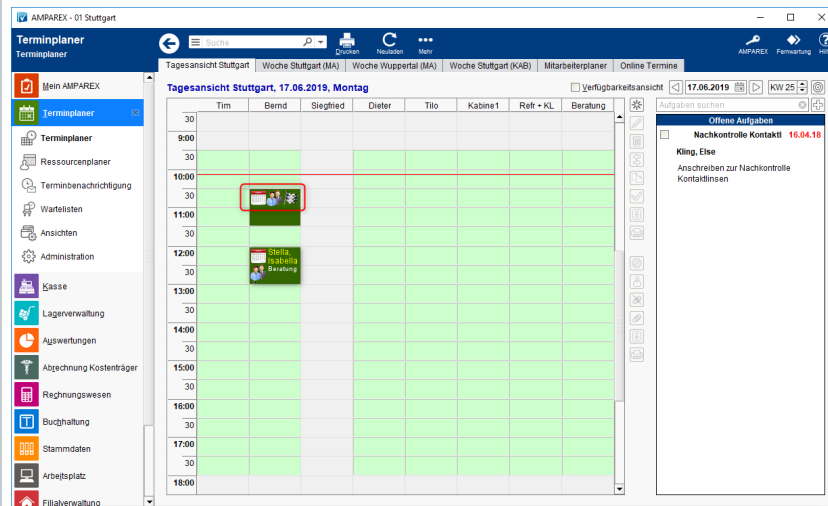 AMPAREX - 01 Stuttgart
Terminplaner
Terminplaner
Suche
Drucken
Neuladen
Mehr
AMPAREX
Fernwartung
Hilf
Tagesansicht Stuttgart
Woche Stuttgart (MA)
Woche Wuppertal (MA)
Woche Stuttgart (KAB)
Mitarbeiterplaner
Online Termine
Mein AMPAREX
Terminplaner
Terminplaner
Ressourcenplaner
Terminbenachrichtigung
Wartelisten
Ansichten
Administration
Kasse
Lagerverwaltung
Auswertungen
Abrechnung Kostenträger
Rechnungswesen
Buchhaltung
Stammdaten
Arbeitsplatz
Filialverwaltung
Tagesansicht Stuttgart, 17.06.2019, Montag
Verfügbarkeitsansicht
17.06.2019
KW 25
Tim
Bernd
Siegfried
Dieter
Tilo
Kabine1
Refr + KL
Beratung
30
9:00
30
10:00
30
11:00
30
12:00
Stella,
Isabella
Beratung
30
13:00
30
14:00
30
15:00
30
16:00
30
17:00
30
18:00
Aufgaben suchen
Offene Aufgaben
Nachkontrolle Kontaktl 16.04.18
Kling, Else
Anschreiben zur Nachkontrolle
Kontaktlinsen